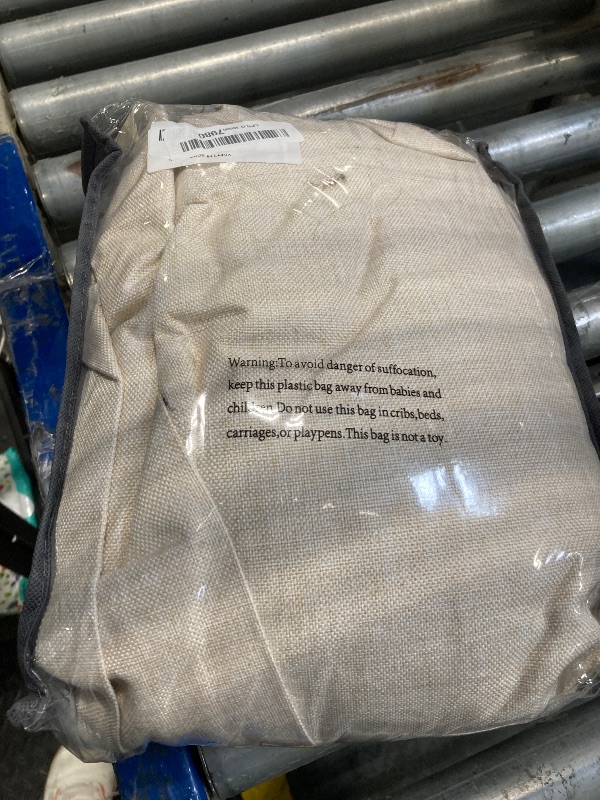 Warning:To avoid danger of suffocation,
keep this plastic bag away from babies and
children.Do not use this bag in cribs,beds,
carriages,or playpens.This bag is not a toy.